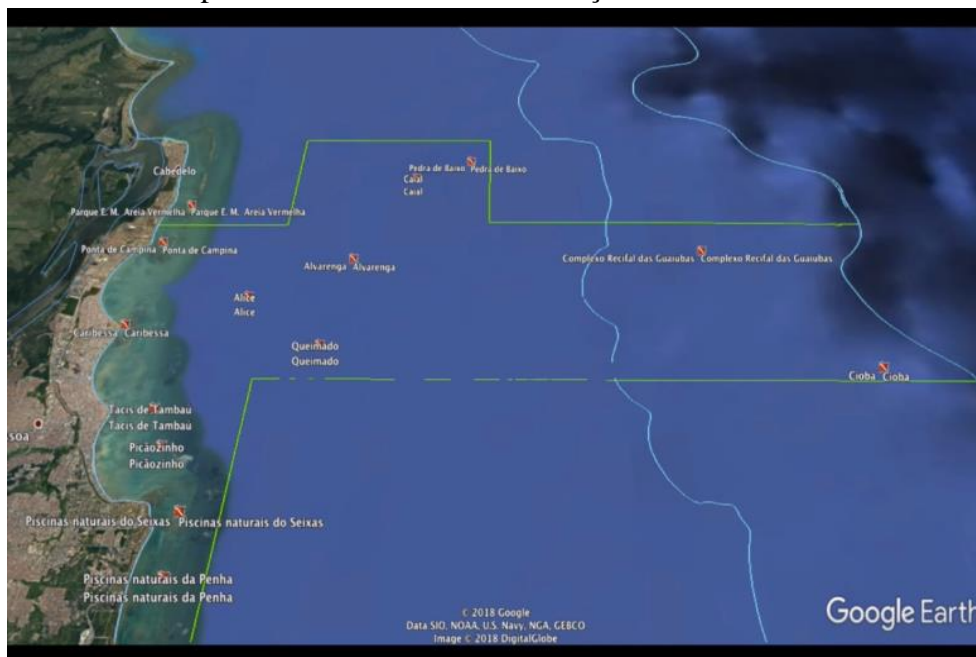 Cabedelo
Pedra de Baixo Pedra de Baixo
Caial
Caial
Parque E. M. Areia Vermelha Parque E. M. Areia Vermelha
Ponta de Campina Ponta de Campina
Alvarenga Alvarenga
Complexo Recifal das Guaiubas Complexo Recifal das Guaiubas
Alice
Alice
Caribessa Caribessa
Queimado
Queimado
Cioba Cioba
Tacis de Tambau
Tacis de Tambau
soa
Picãozinho
Picãozinho
Piscinas naturais do Seixas Piscinas naturais do Seixas
Piscinas naturais da Penha
Piscinas naturais da Penha
© 2018 Google
Data SIO, NOAA, U.S. Navy, NGA, GEBCO
Image © 2018 DigitalGlobe
Google Earth